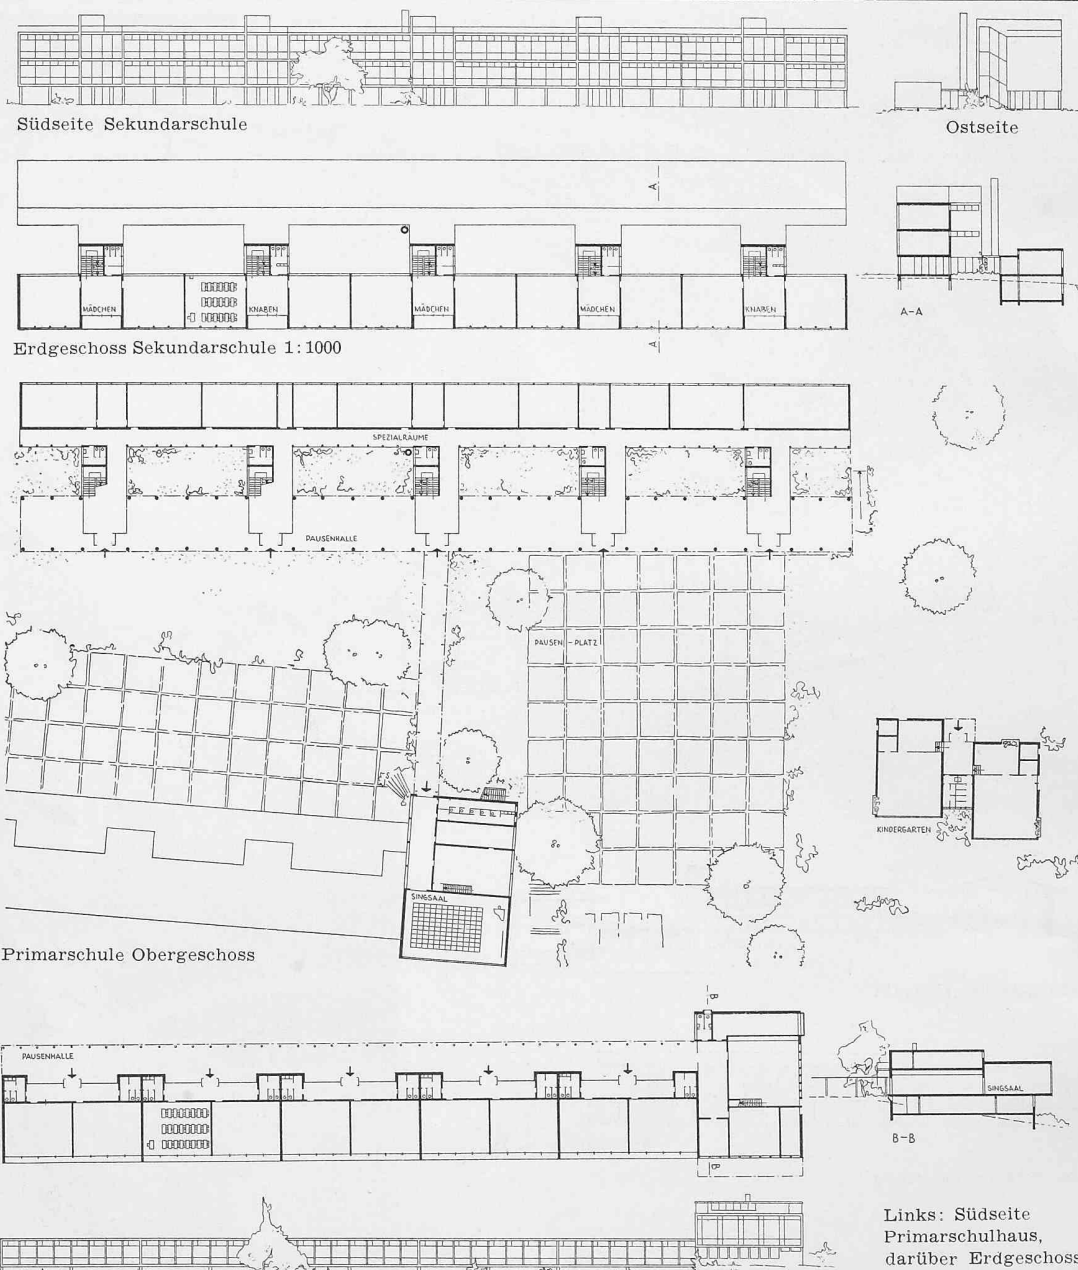 Südseite Sekundarschule
Ostseite
A
MÄDCHEN
KNABEN
MÄDCHEN
MÄDCHEN
KNABEN
A
A-A
Erdgeschoss Sekundarschule 1:1000
SPEZIALRÄUME
PAUSENHALLE
PAUSEN-PLATZ
KINDERGARTEN
SINGSAAL
Primarschule Obergeschoss
B
PAUSENHALLE
SINGSAAL
B-B
B
Links: Südseite
Primarschulhaus,
darüber Erdgeschoss